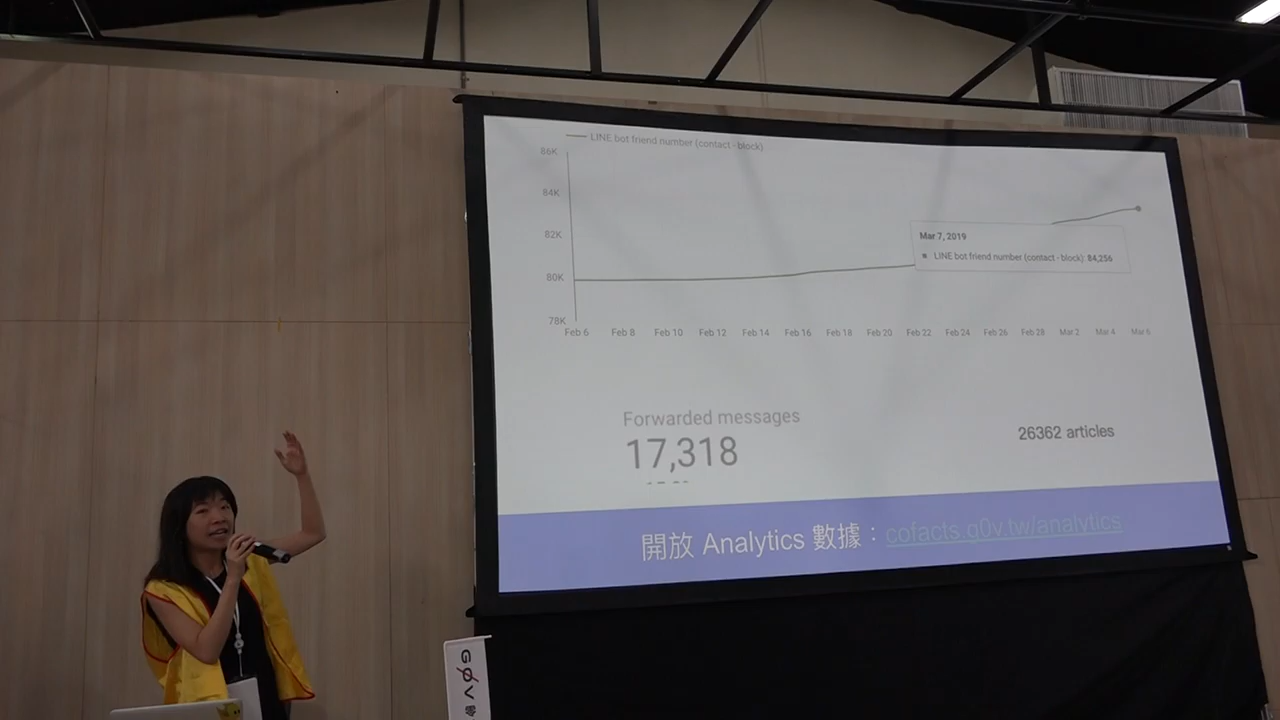 LINE bot friend number (contact - block)
86K
84K
82K
80K
78K
Mar 7, 2019
LINE bot friend number (contact - block): 84,256
Feb 6 Feb 8 Feb 10 Feb 12 Feb 14 Feb 16 Feb 18 Feb 20 Feb 22 Feb 24 Feb 26 Feb 28 Mar 2 Mar 4 Mar 6
Forwarded messages
17,318
26362 articles
開放 Analytics 數據：cofacts.g0v.tw/analytics
G0V